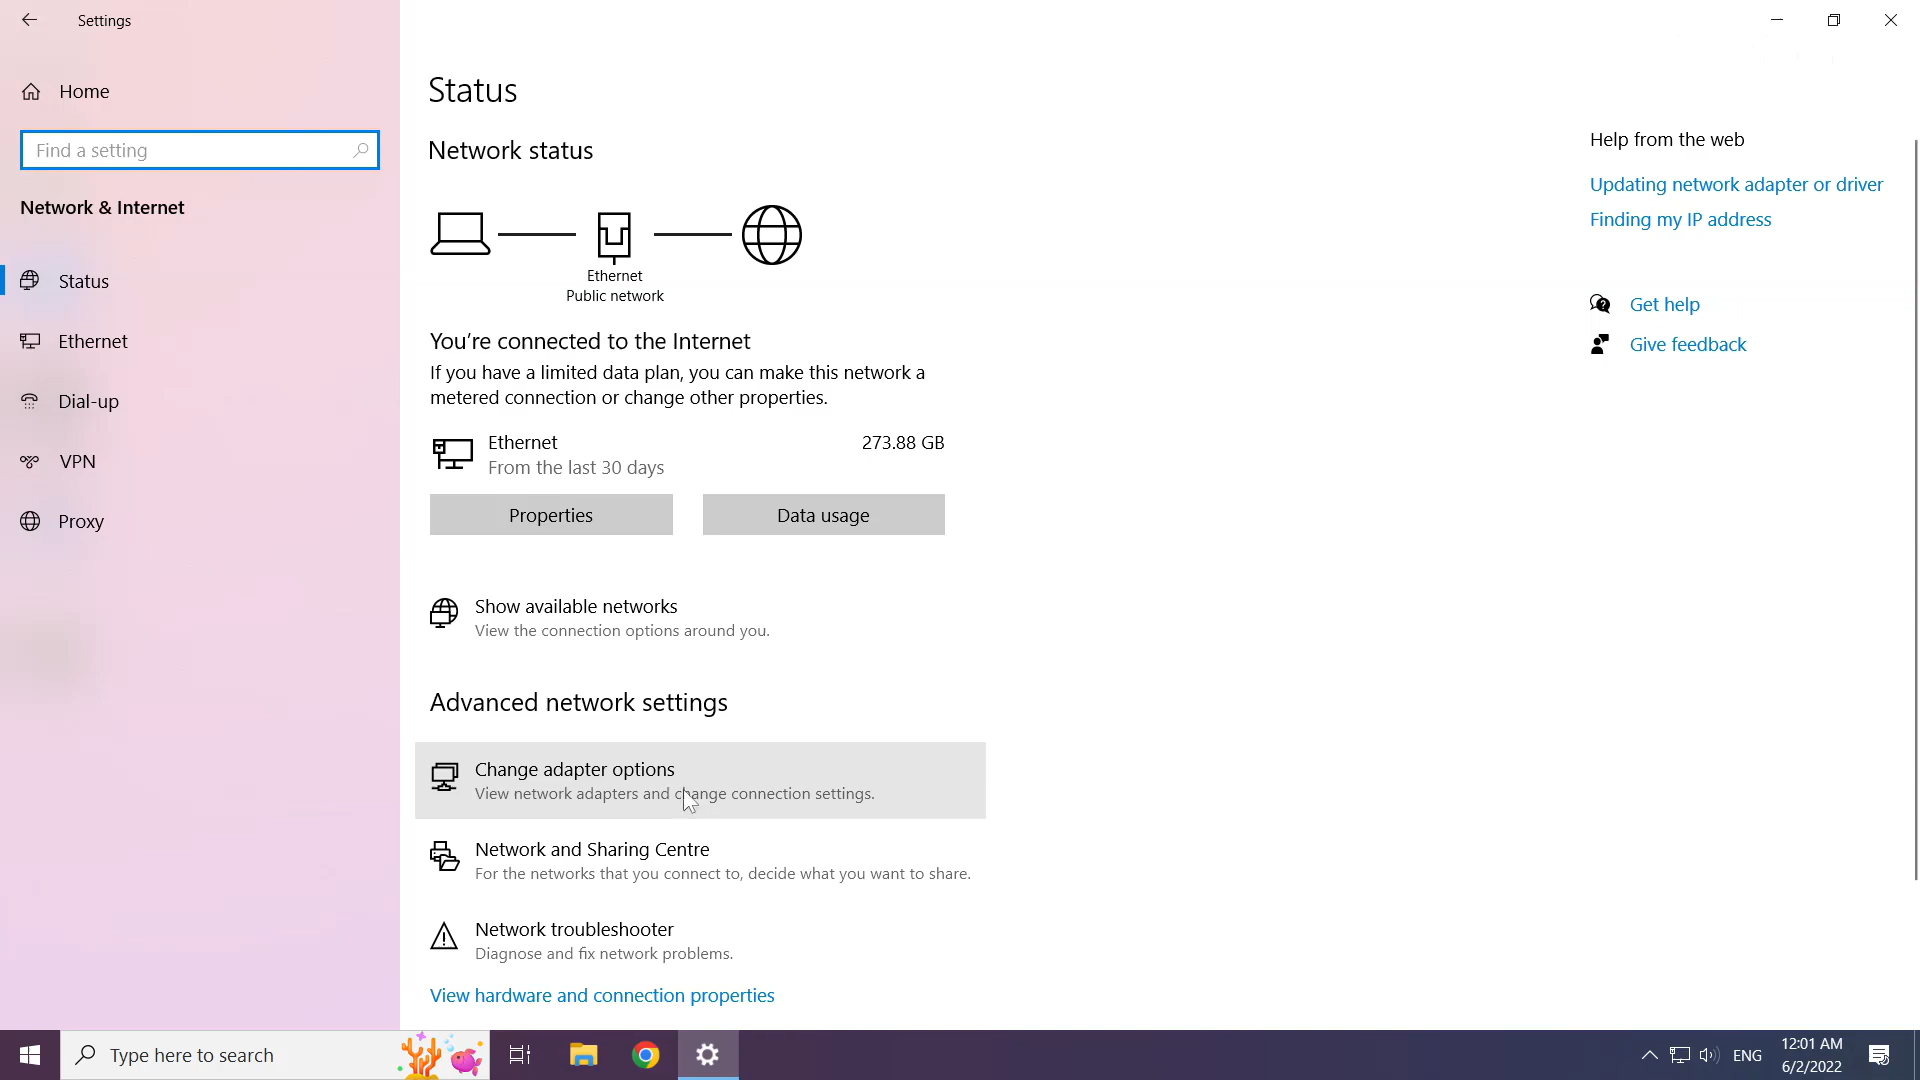 Settings
Home
Find a setting
Network & Internet
Status
Ethernet
Dial-up
VPN
Proxy
Status
Network status
Ethernet
Public network
You're connected to the Internet
If you have a limited data plan, you can make this network a
metered connection or change other properties.
Ethernet 273.88 GB
From the last 30 days
Properties Data usage
Show available networks
View the connection options around you.
Advanced network settings
Change adapter options
View network adapters and change connection settings.
Network and Sharing Centre
For the networks that you connect to, decide what you want to share.
Network troubleshooter
Diagnose and fix network problems.
View hardware and connection properties
Help from the web
Updating network adapter or driver
Finding my IP address
Get help
Give feedback
Type here to search
ENG
12:01 AM
6/2/2022